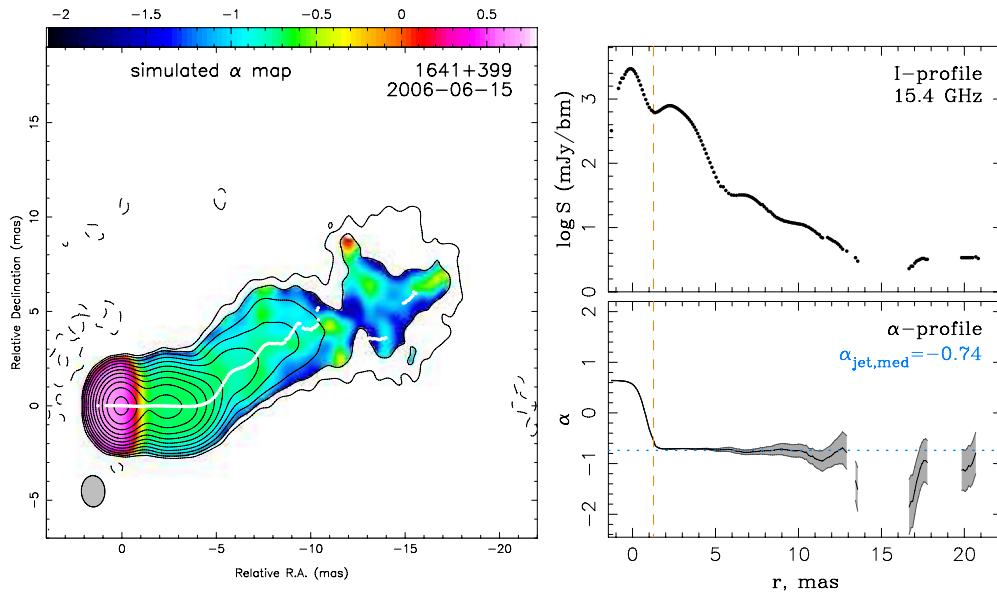 −2 −1.5 −1 −0.5 0 0.5
simulated α map
1641+399
2006−06−15
15
10
5
0
−5
Relative Declination (mas)
0 −5 −10 −15 −20
Relative R.A. (mas)
I−profile
15.4 GHz
3
2
1
0
log S (mJy/bm)
α−profile
αjet,med=−0.74
2
1
0
−1
−2
α
0 5 10 15 20
r, mas